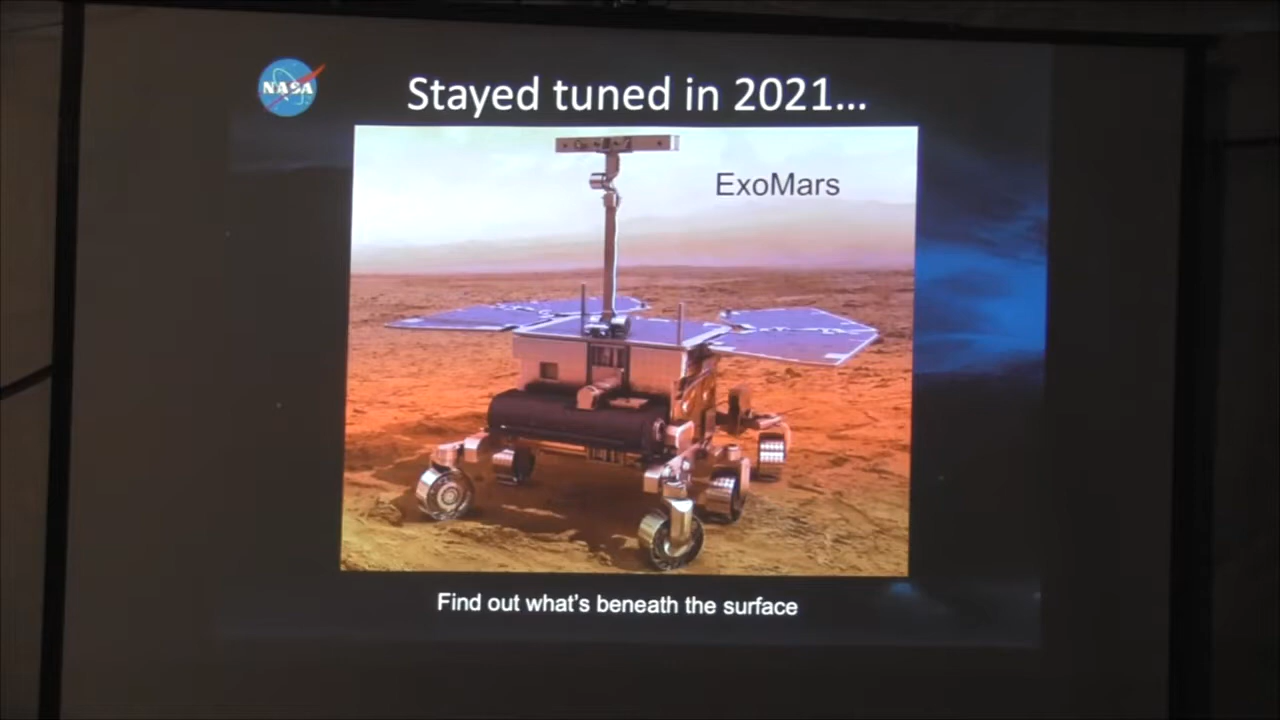 NASA
Stayed tuned in 2021...
ExoMars
Find out what's beneath the surface